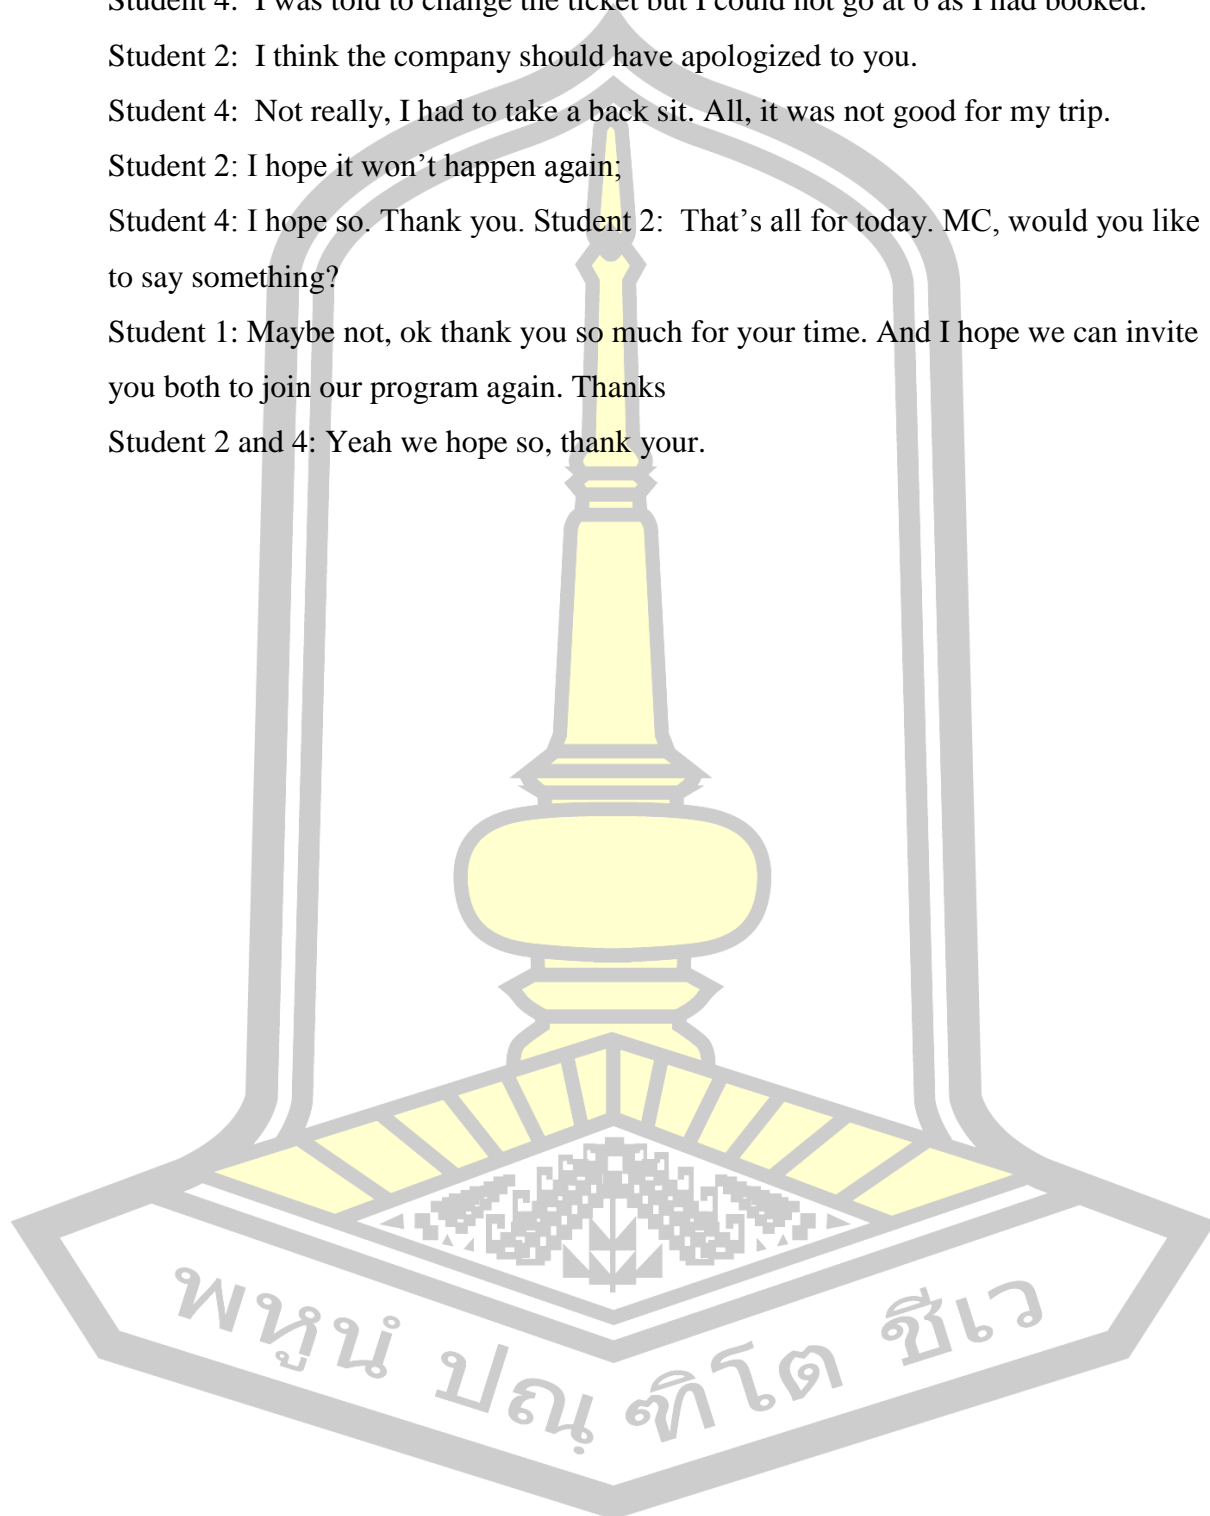 Student 4:  I was told to change the ticket but I could not go at 6 as I had booked.
Student 2:  I think the company should have apologized to you.
Student 4:  Not really, I had to take a back sit. All, it was not good for my trip.
Student 2: I hope it won’t happen again;
Student 4: I hope so. Thank you. Student 2:  That’s all for today. MC, would you like
to say something?
Student 1: Maybe not, ok thank you so much for your time. And I hope we can invite
you both to join our program again. Thanks
Student 2 and 4: Yeah we hope so, thank your.
พหูนํ ปณฺฑิโต ชีเว